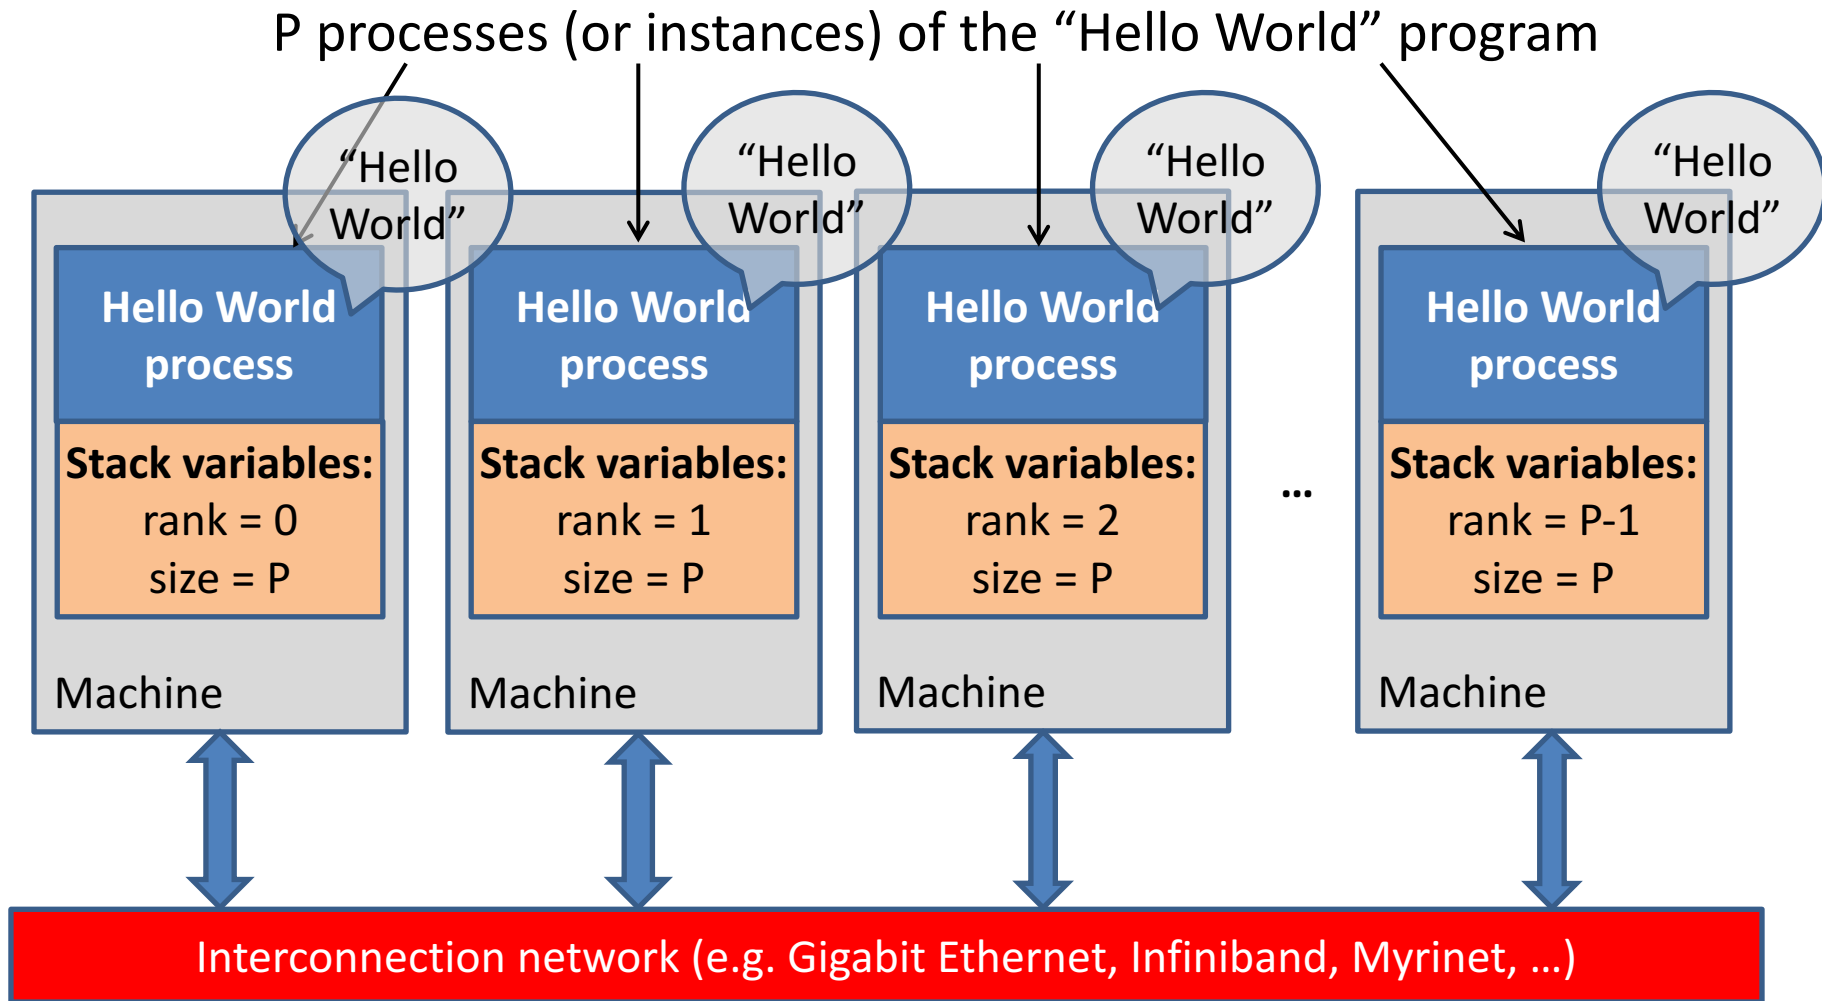 P processes (or instances) of the “Hello World” program
“Hello
World”
“Hello
World”
“Hello
World”
“Hello
World”
Hello World
process
Hello World
process
Hello World
process
Hello World
process
Stack variables:
rank = 0
size = P
Stack variables:
rank = 1
size = P
Stack variables:
rank = 2
size = P
...
Stack variables:
rank = P-1
size = P
Machine
Machine
Machine
Machine
Interconnection network (e.g. Gigabit Ethernet, Infiniband, Myrinet, ...)